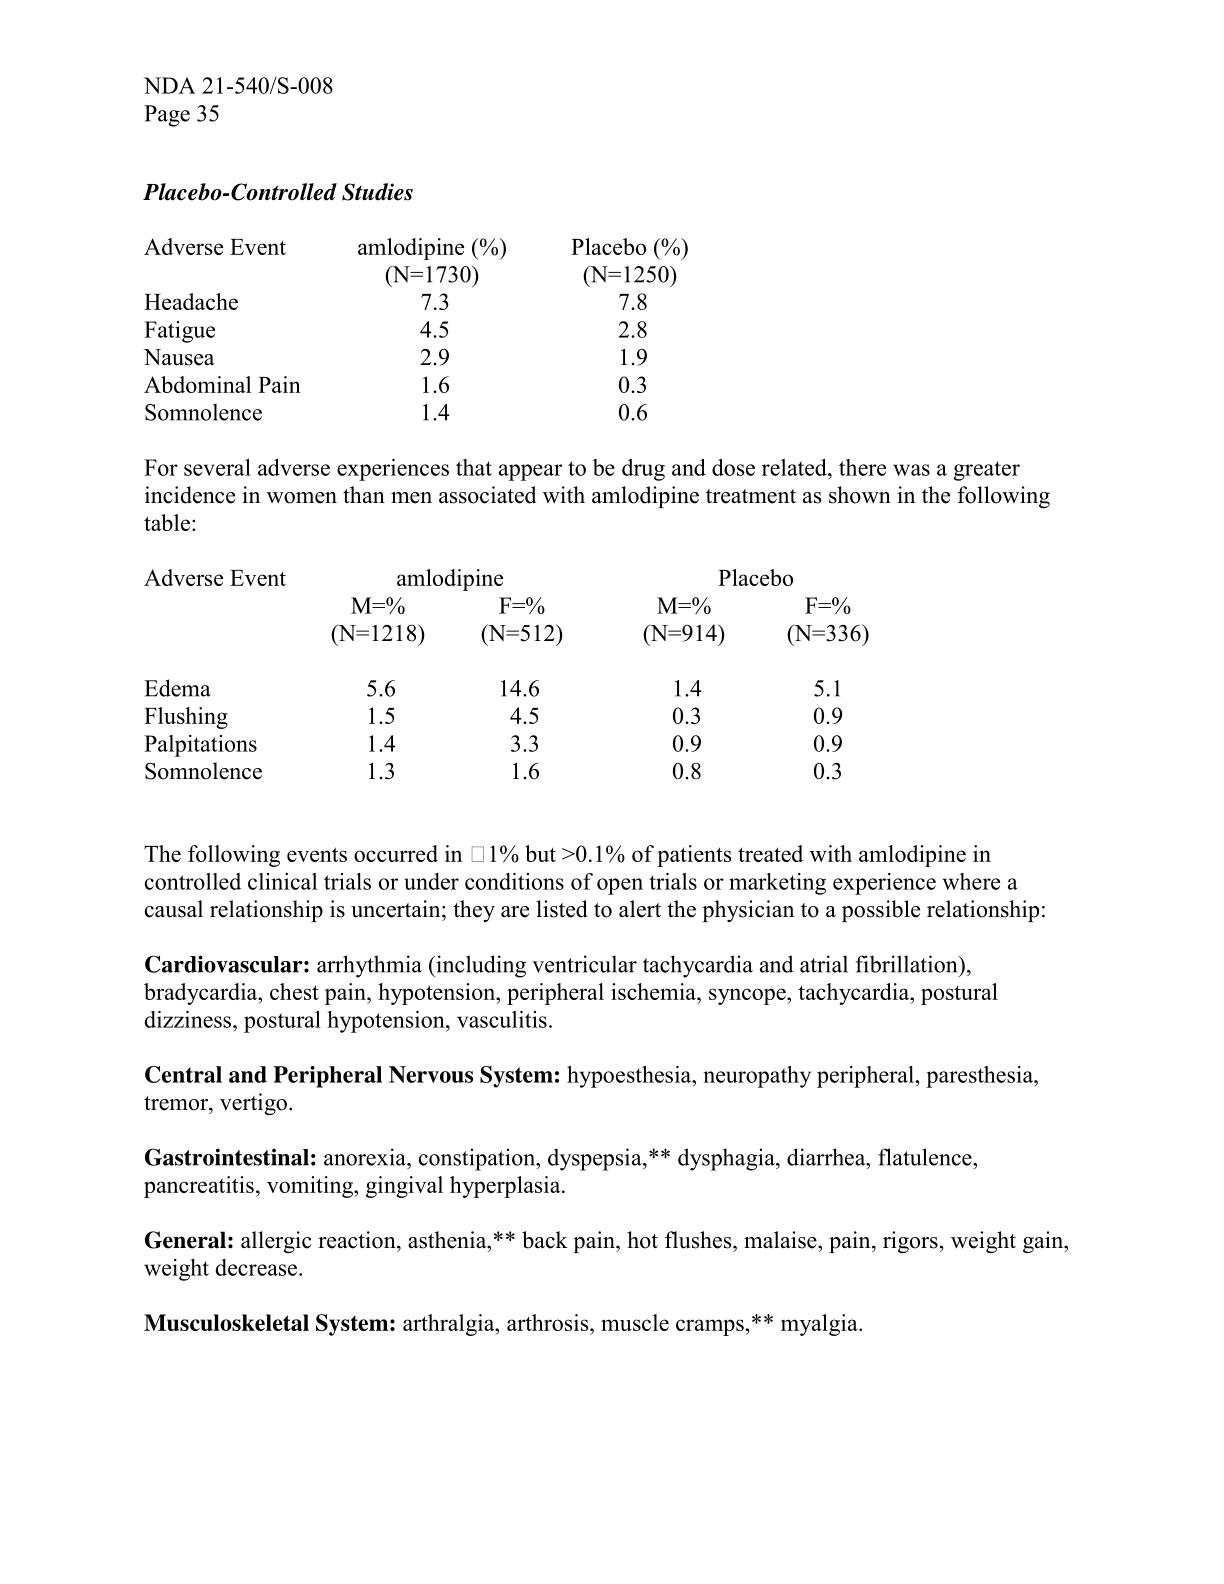 NDA 21-540/S-008
Page 35
Placebo-Controlled Studies
Adverse Event amlodipine (%) Placebo (%)
(N=1730) (N=1250)
Headache 7.3 7.8
Fatigue 4.5 2.8
Nausea 2.9 1.9
Abdominal Pain 1.6 0.3
Somnolence 1.4 0.6
For several adverse experiences that appear to be drug and dose related, there was a greater
incidence in women than men associated with amlodipine treatment as shown in the following
table:
Adverse Event amlodipine Placebo
M=% F=% M=% F=%
(N=1218) (N=512) (N=914) (N=336)
Edema 5.6 14.6 1.4 5.1
Flushing 1.5 4.5 0.3 0.9
Palpitations 1.4 3.3 0.9 0.9
Somnolence 1.3 1.6 0.8 0.3
The following events occurred in □1% but >0.1% of patients treated with amlodipine in
controlled clinical trials or under conditions of open trials or marketing experience where a
causal relationship is uncertain; they are listed to alert the physician to a possible relationship:
Cardiovascular: arrhythmia (including ventricular tachycardia and atrial fibrillation),
bradycardia, chest pain, hypotension, peripheral ischemia, syncope, tachycardia, postural
dizziness, postural hypotension, vasculitis.
Central and Peripheral Nervous System: hypoesthesia, neuropathy peripheral, paresthesia,
tremor, vertigo.
Gastrointestinal: anorexia, constipation, dyspepsia,** dysphagia, diarrhea, flatulence,
pancreatitis, vomiting, gingival hyperplasia.
General: allergic reaction, asthenia,** back pain, hot flushes, malaise, pain, rigors, weight gain,
weight decrease.
Musculoskeletal System: arthralgia, arthrosis, muscle cramps,** myalgia.